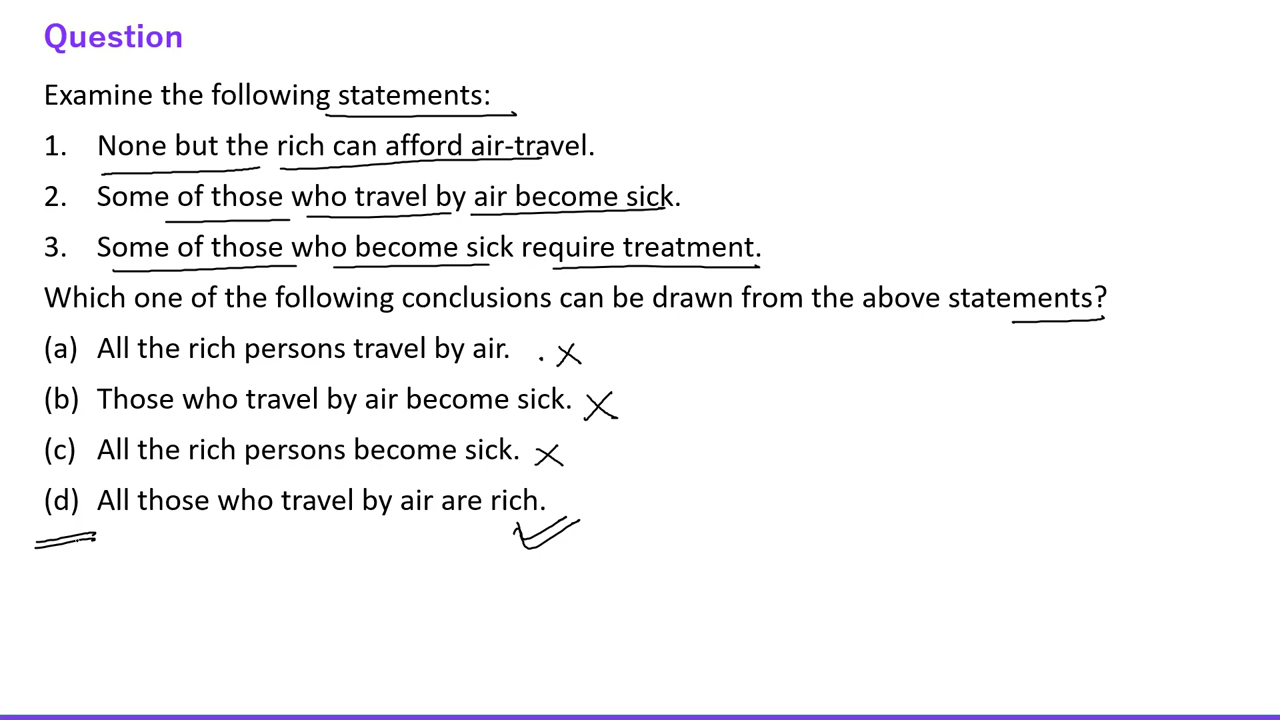 Question
Examine the following statements:
1. None but the rich can afford air-travel.
2. Some of those who travel by air become sick.
3. Some of those who become sick require treatment.
Which one of the following conclusions can be drawn from the above statements?
(a) All the rich persons travel by air.
(b) Those who travel by air become sick.
(c) All the rich persons become sick.
(d) All those who travel by air are rich.